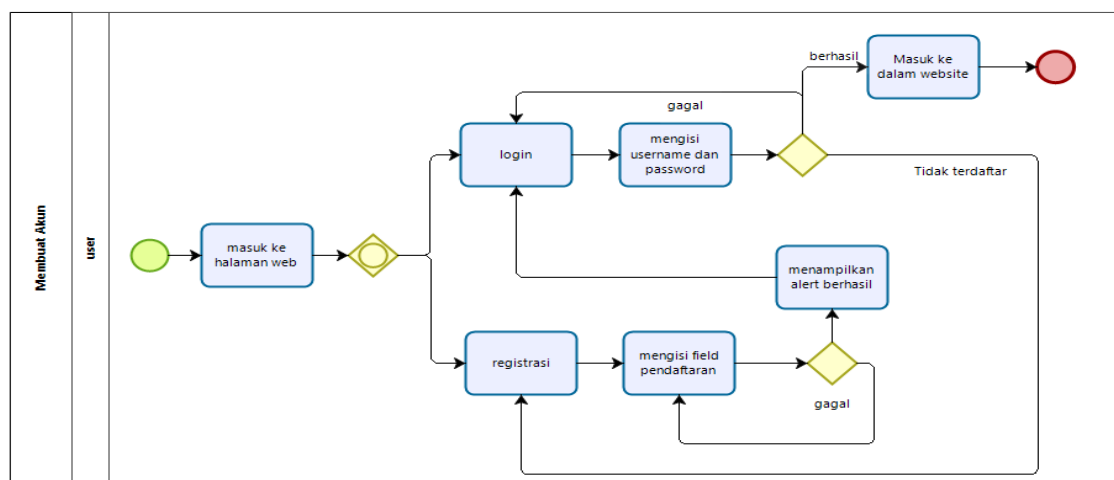 Membuat Akun
user
masuk ke
halaman web
login
mengisi
username dan
password
gagal
berhasil
Masuk ke
dalam website
Tidak terdaftar
menampilkan
alert berhasil
registrasi
mengisi field
pendaftaran
gagal